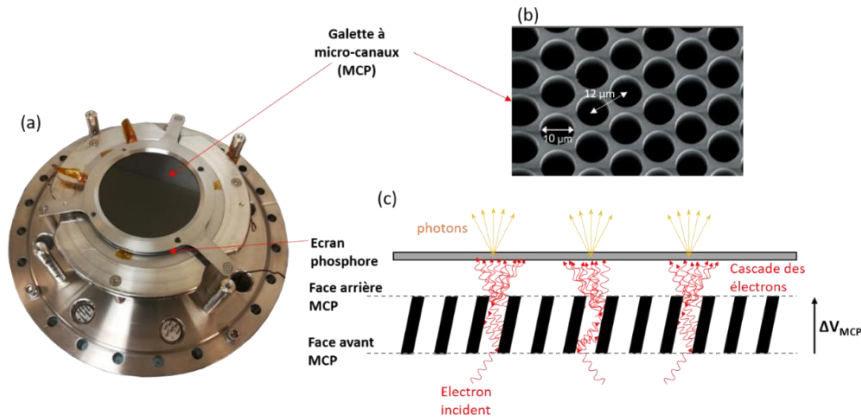 (b)
Galette à
micro-canaux
(MCP)
12 µm
10 µm
(a)
(c)
photons
Ecran
phosphore
Cascade des
électrons
Face arrière
MCP
ΔVMCP
Face avant
MCP
Electron
incident